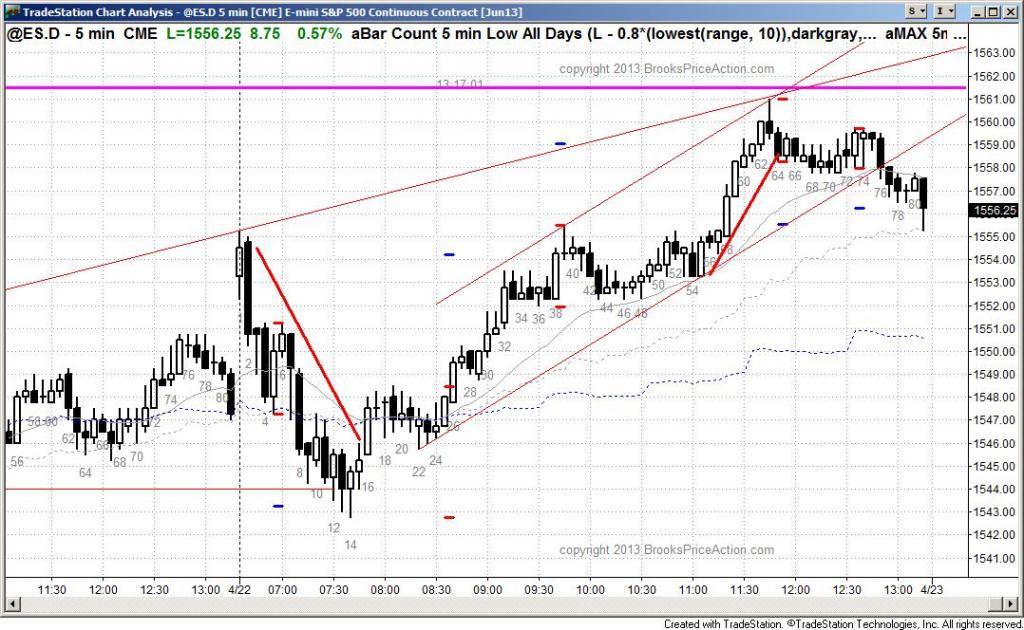 TradeStation Chart Analysis - @ES.D 5 min [CME] E-mini S&P 500 Continuous Contract [Jun13]
S I
@ES.D - 5 min CME L=1556.25 8.75 0.57% aBar Count 5 min Low All Days (L - 0.8*(lowest(range, 10)),darkgray,... aMAX 5m ...
copyright 2013 BrooksPriceAction.com
13:17:01
1563.00
1562.00
1561.00
1560.00
1559.00
1558.00
1557.00
1556.25
1555.00
1554.00
1553.00
1552.00
1551.00
1550.00
1549.00
1548.00
1547.00
1546.00
1545.00
1544.00
1543.00
1542.00
1541.00
56 58 60 62 64 66 68 70 72 74 76 78 80
2 4 6 8 10 12 14 16 18 20 22 24 26 28 30 32 34 36 38 40 42 44 46 48 50 52 54 56 58 60 62 64 66 68 70 72 74 76 78 80
copyright 2013 BrooksPriceAction.com
11:30 12:00 12:30 13:00 4/22 07:00 07:30 08:00 08:30 09:00 09:30 10:00 10:30 11:00 11:30 12:00 12:30 13:00 4/23
Created with TradeStation. ©TradeStation Technologies, Inc. All rights reserved.